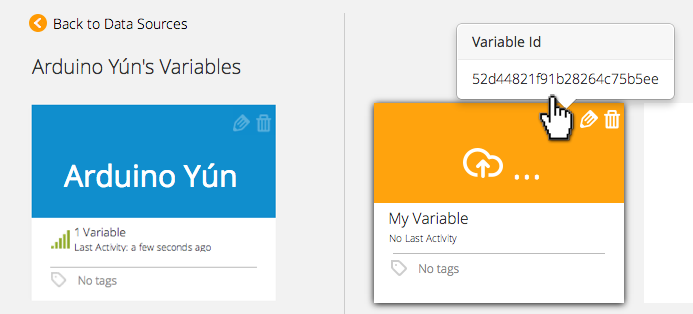 Back to Data Sources
Arduino Yún's Variables
Arduino Yún
1 Variable
Last Activity: a few seconds ago
No tags
Variable Id
52d44821f91b28264c75b5ee
...
My Variable
No Last Activity
No tags